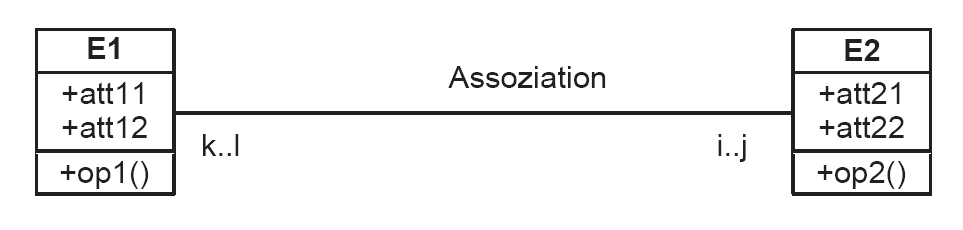 E1
+att11
+att12
+op1()
Assoziation
k..l
i..j
E2
+att21
+att22
+op2()